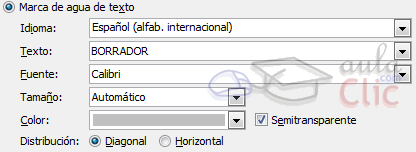 Marca de agua de texto
Idioma: Español (alfab. internacional)
Texto: BORRADOR
Fuente: Calibri
Tamaño: Automático
Color: Semitransparente
Distribución: Diagonal Horizontal
aula
.com
Clic